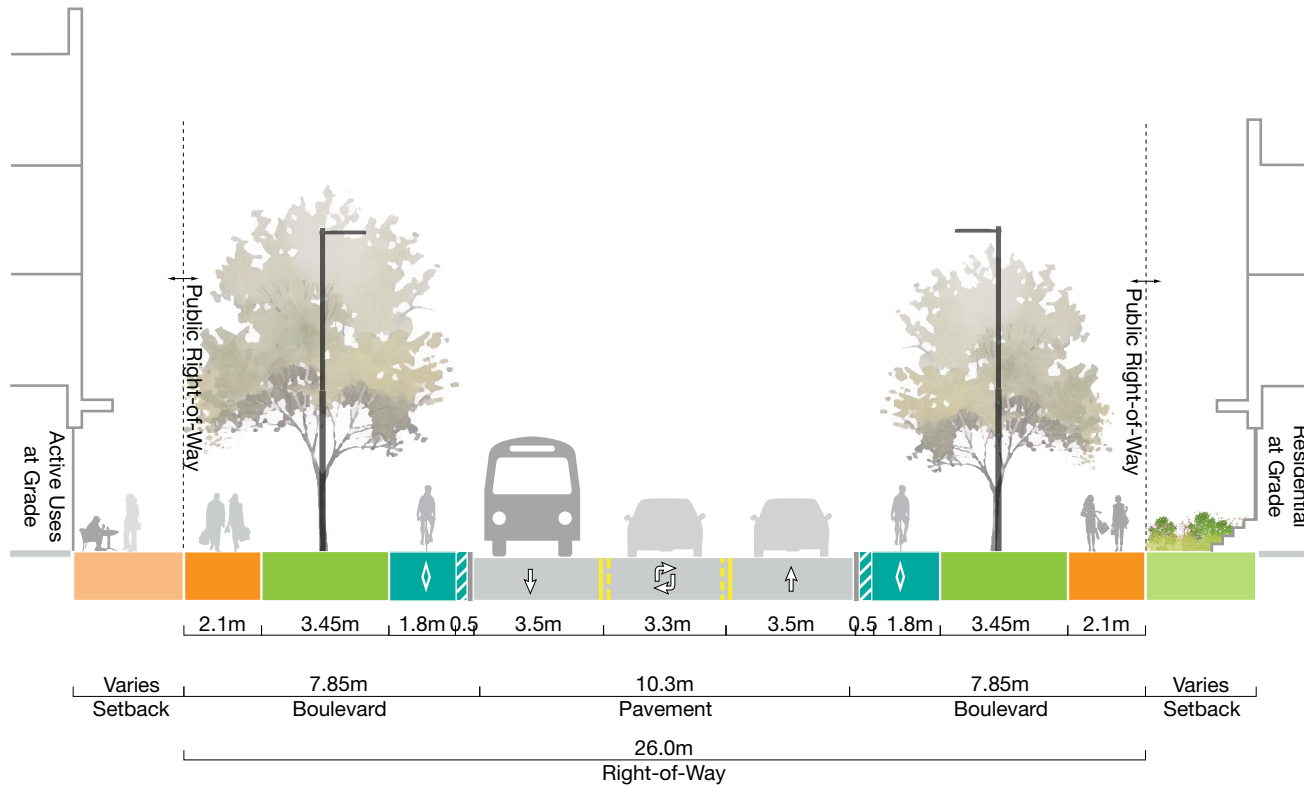 Public Right-of-Way
Public Right-of-Way
Active Uses
at Grade
Residential
at Grade
2.1m 3.45m 1.8m 0.5 3.5m 3.3m 3.5m 0.5 1.8m 3.45m 2.1m
Varies 7.85m 10.3m 7.85m Varies
Setback Boulevard Pavement Boulevard Setback
26.0m
Right-of-Way